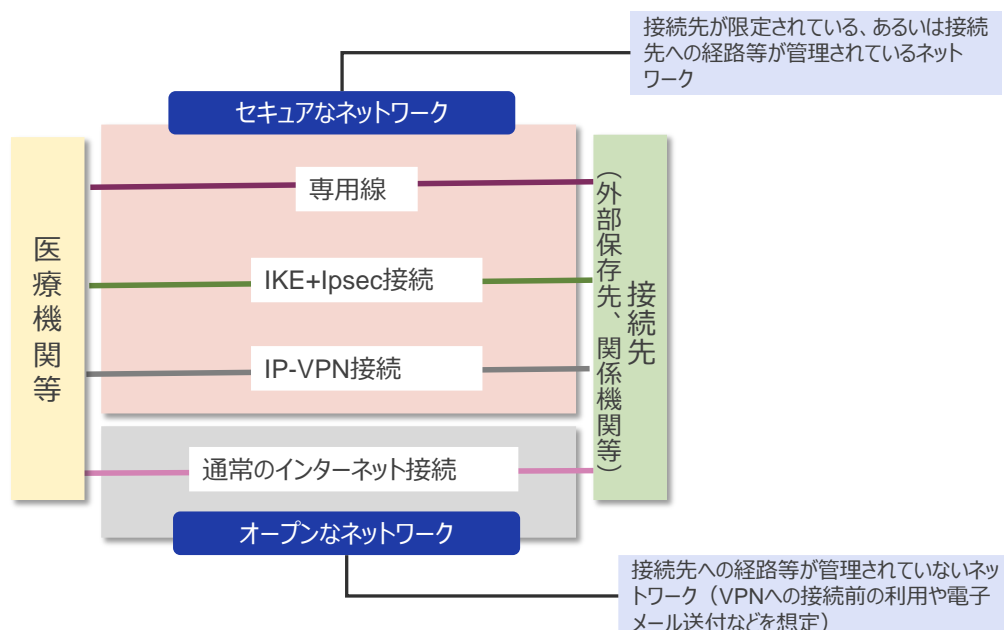 接続先が限定されている、あるいは接続
先への経路等が管理されているネット
ワーク
セキュアなネットワーク
医療機関等
専用線
IKE+Ipsec接続
IP-VPN接続
通常のインターネット接続
接続先
（外部保存先、関係機関等）
オープンなネットワーク
接続先への経路等が管理されていないネッ
トワーク（VPNへの接続前の利用や電子
メール送付などを想定）